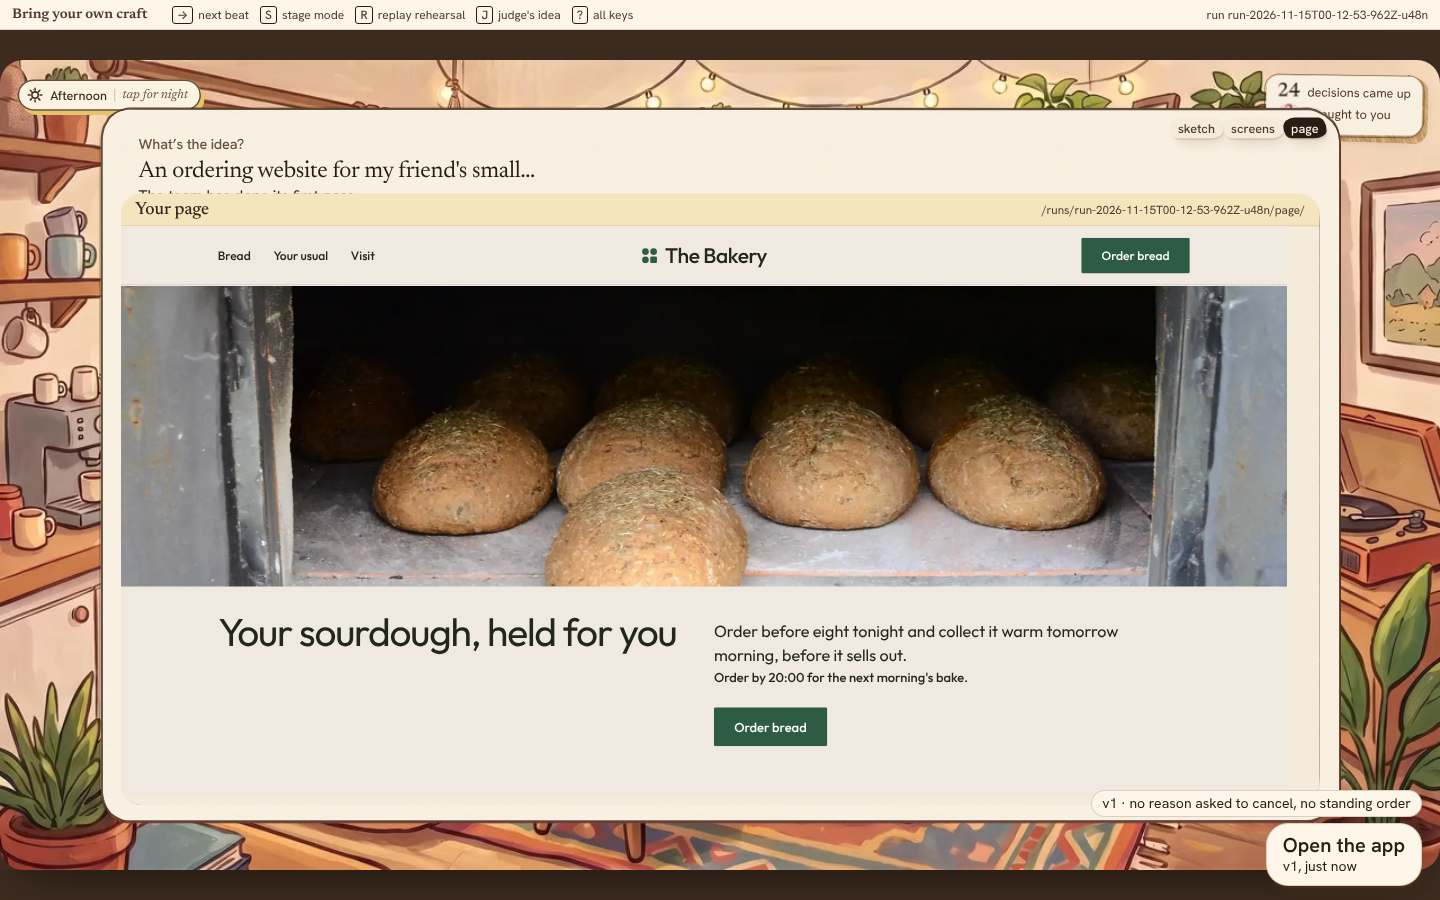 Bring your own craft → next beat S stage mode R replay rehearsal J judge's idea ? all keys run run-2026-11-15T00-12-53-962Z-u48n
Afternoon tap for night
24 decisions came up
ought to you
sketch screens page
What's the idea?
An ordering website for my friend's small...
Your page /runs/run-2026-11-15T00-12-53-962Z-u48n/page/
Bread Your usual Visit The Bakery Order bread
Your sourdough, held for you
Order before eight tonight and collect it warm tomorrow
morning, before it sells out.
Order by 20:00 for the next morning's bake.
Order bread
v1 · no reason asked to cancel, no standing order
Open the app
v1, just now